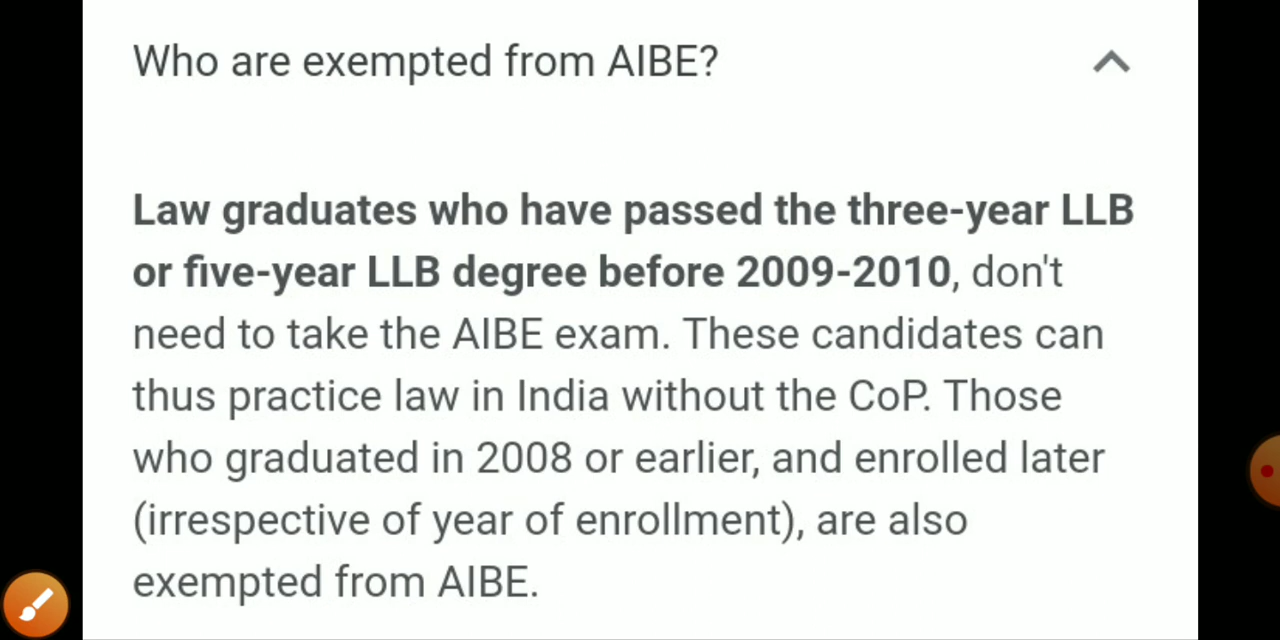 Who are exempted from AIBE?
Law graduates who have passed the three-year LLB
or five-year LLB degree before 2009-2010, don't
need to take the AIBE exam. These candidates can
thus practice law in India without the CoP. Those
who graduated in 2008 or earlier, and enrolled later
(irrespective of year of enrollment), are also
exempted from AIBE.